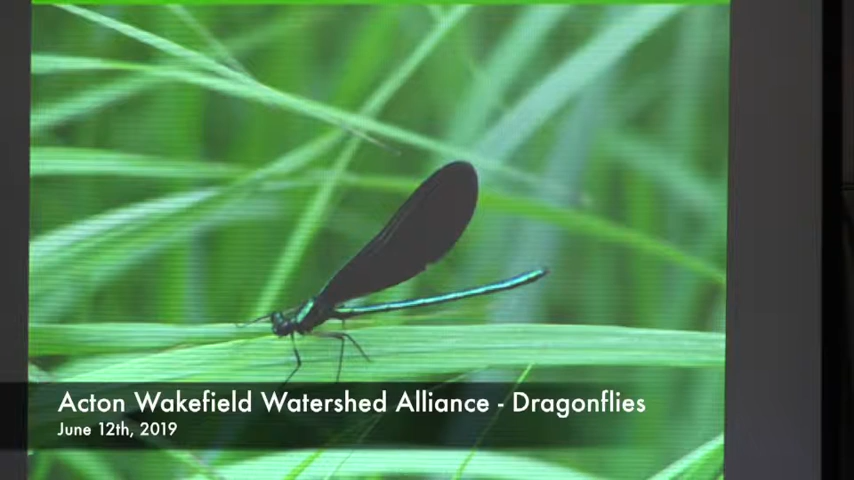 Acton Wakefield Watershed Alliance - Dragonflies
June 12th, 2019